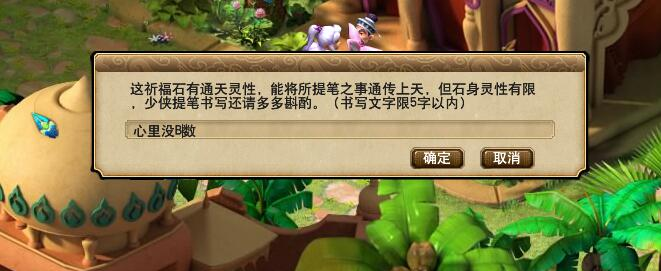 这祈福石有通天灵性，能将所提笔之事通传上天，但石身灵性有限
，少侠提笔书写还请多多斟酌。（书写文字限5字以内）
心里没B数
确定 取消